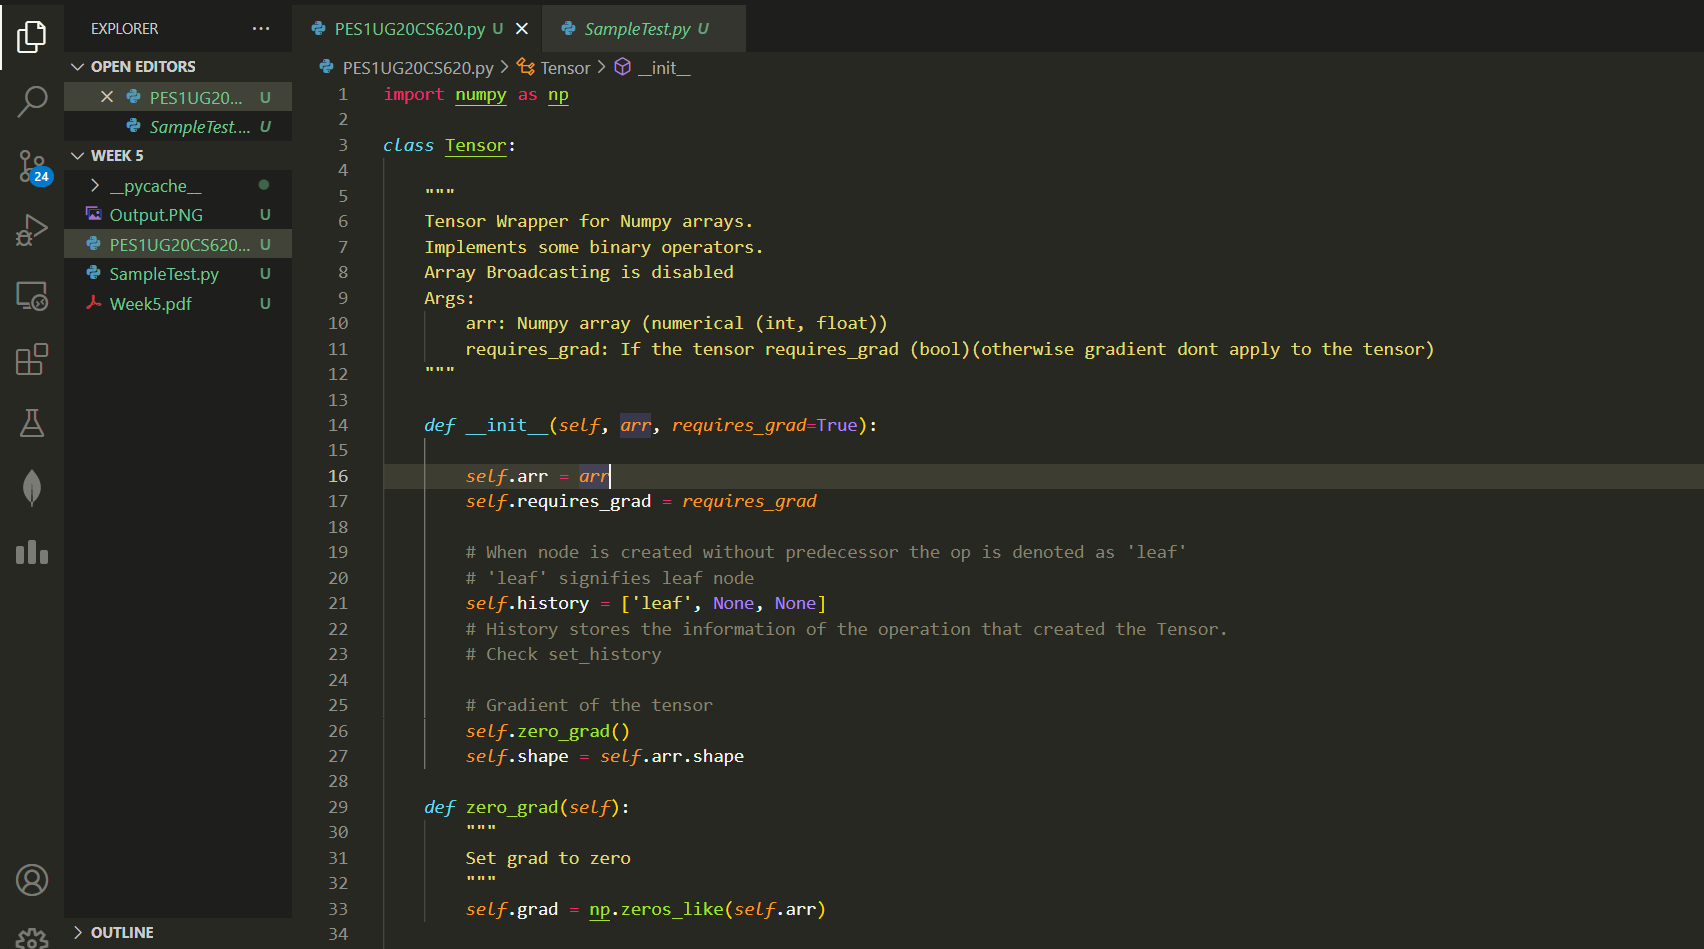 EXPLORER
OPEN EDITORS
PES1UG20... U
SampleTest.... U
WEEK 5
__pycache__
Output.PNG U
PES1UG20CS620... U
SampleTest.py U
Week5.pdf U
OUTLINE
24
PES1UG20CS620.py U
SampleTest.py U
PES1UG20CS620.py > Tensor > __init__
1 import numpy as np
2
3 class Tensor:
4
5 """
6 Tensor Wrapper for Numpy arrays.
7 Implements some binary operators.
8 Array Broadcasting is disabled
9 Args:
10 arr: Numpy array (numerical (int, float))
11 requires_grad: If the tensor requires_grad (bool)(otherwise gradient dont apply to the tensor)
12 """
13
14 def __init__(self, arr, requires_grad=True):
15
16 self.arr = arr
17 self.requires_grad = requires_grad
18
19 # When node is created without predecessor the op is denoted as 'leaf'
20 # 'leaf' signifies leaf node
21 self.history = ['leaf', None, None]
22 # History stores the information of the operation that created the Tensor.
23 # Check set_history
24
25 # Gradient of the tensor
26 self.zero_grad()
27 self.shape = self.arr.shape
28
29 def zero_grad(self):
30 """
31 Set grad to zero
32 """
33 self.grad = np.zeros_like(self.arr)
34